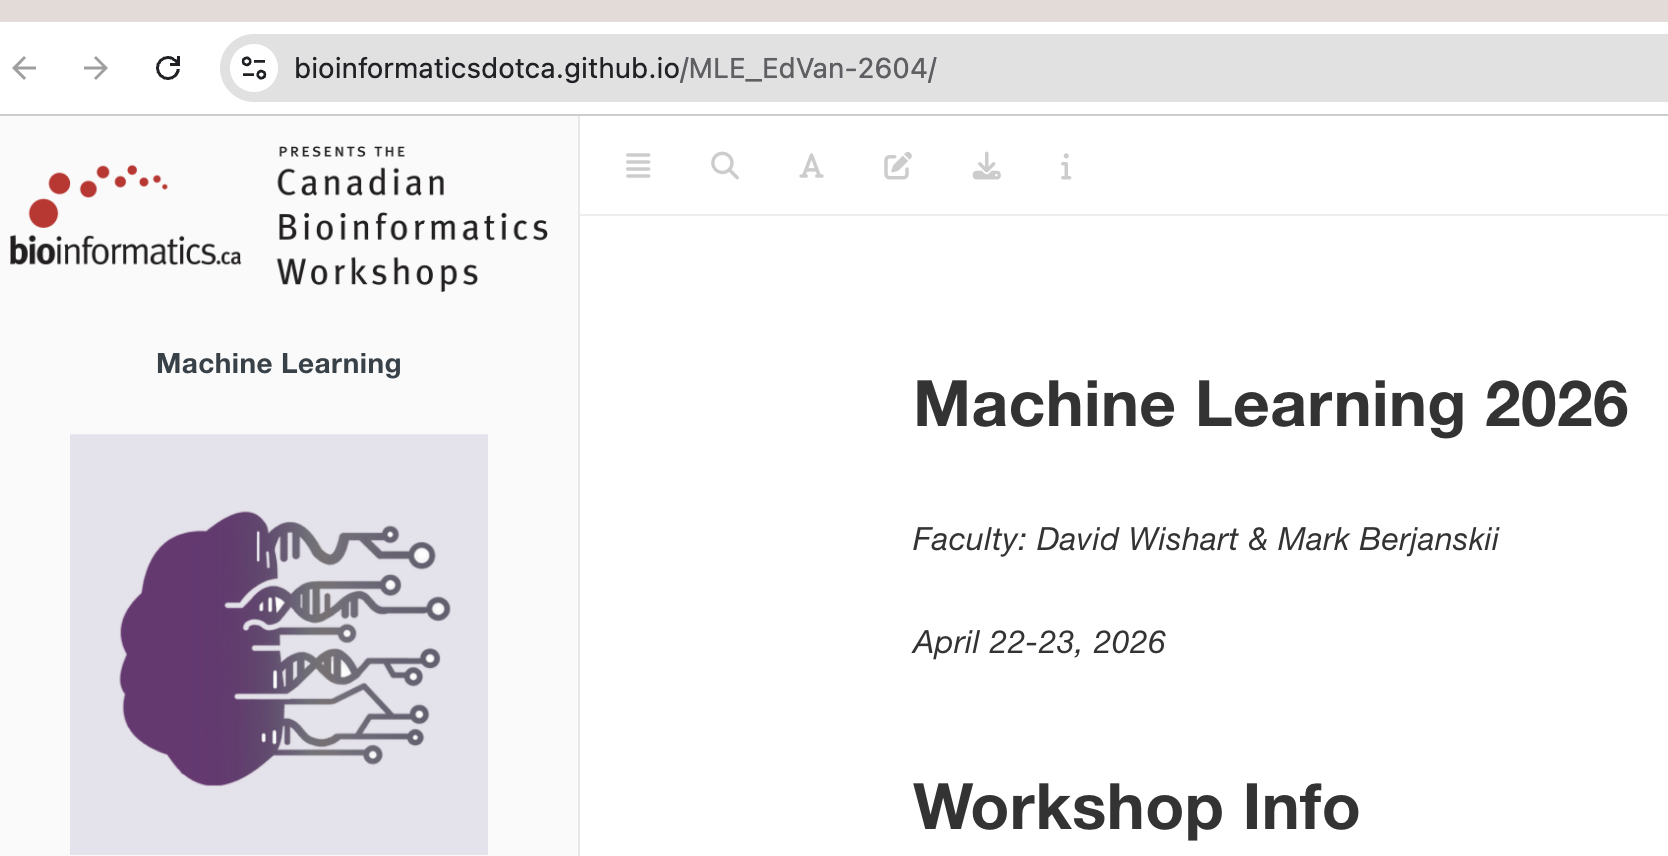 bioinformaticsdotca.github.io/MLE_EdVan-2604/
bioinformatics.ca
PRESENTS THE
Canadian
Bioinformatics
Workshops
Machine Learning
Machine Learning 2026
Faculty: David Wishart & Mark Berjanskii
April 22-23, 2026
Workshop Info